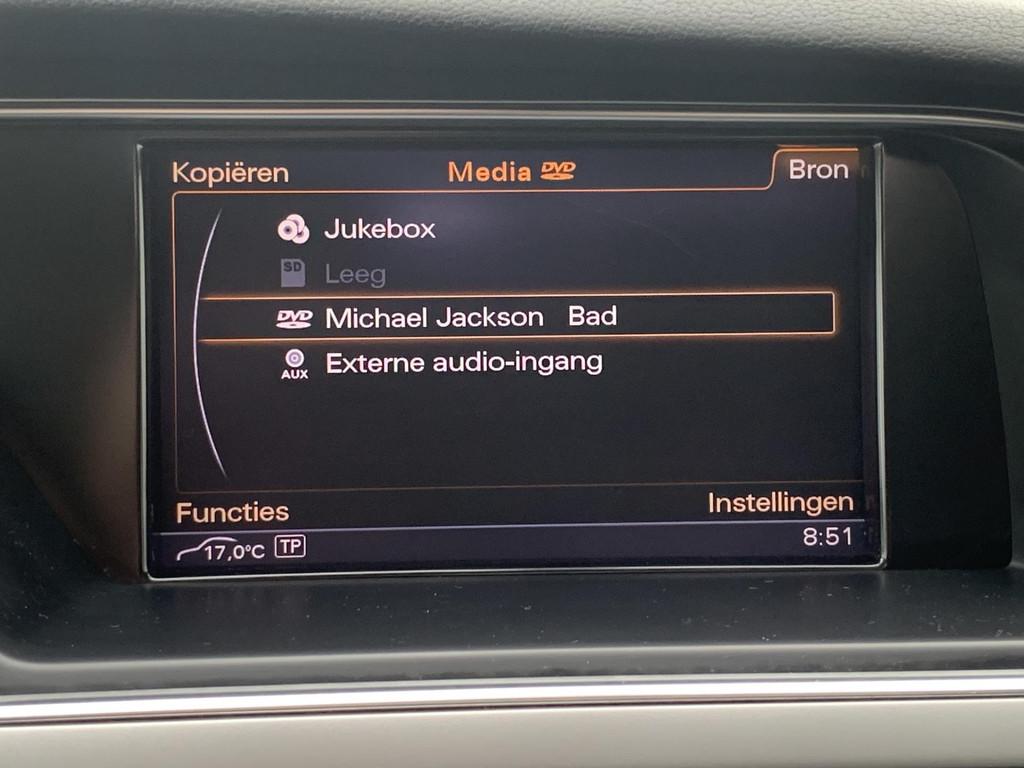 Kopiëren Media DVD Bron
Jukebox
SD Leeg
DVD Michael Jackson Bad
AUX Externe audio-ingang
Functies Instellingen
17,0°C TP 8:51